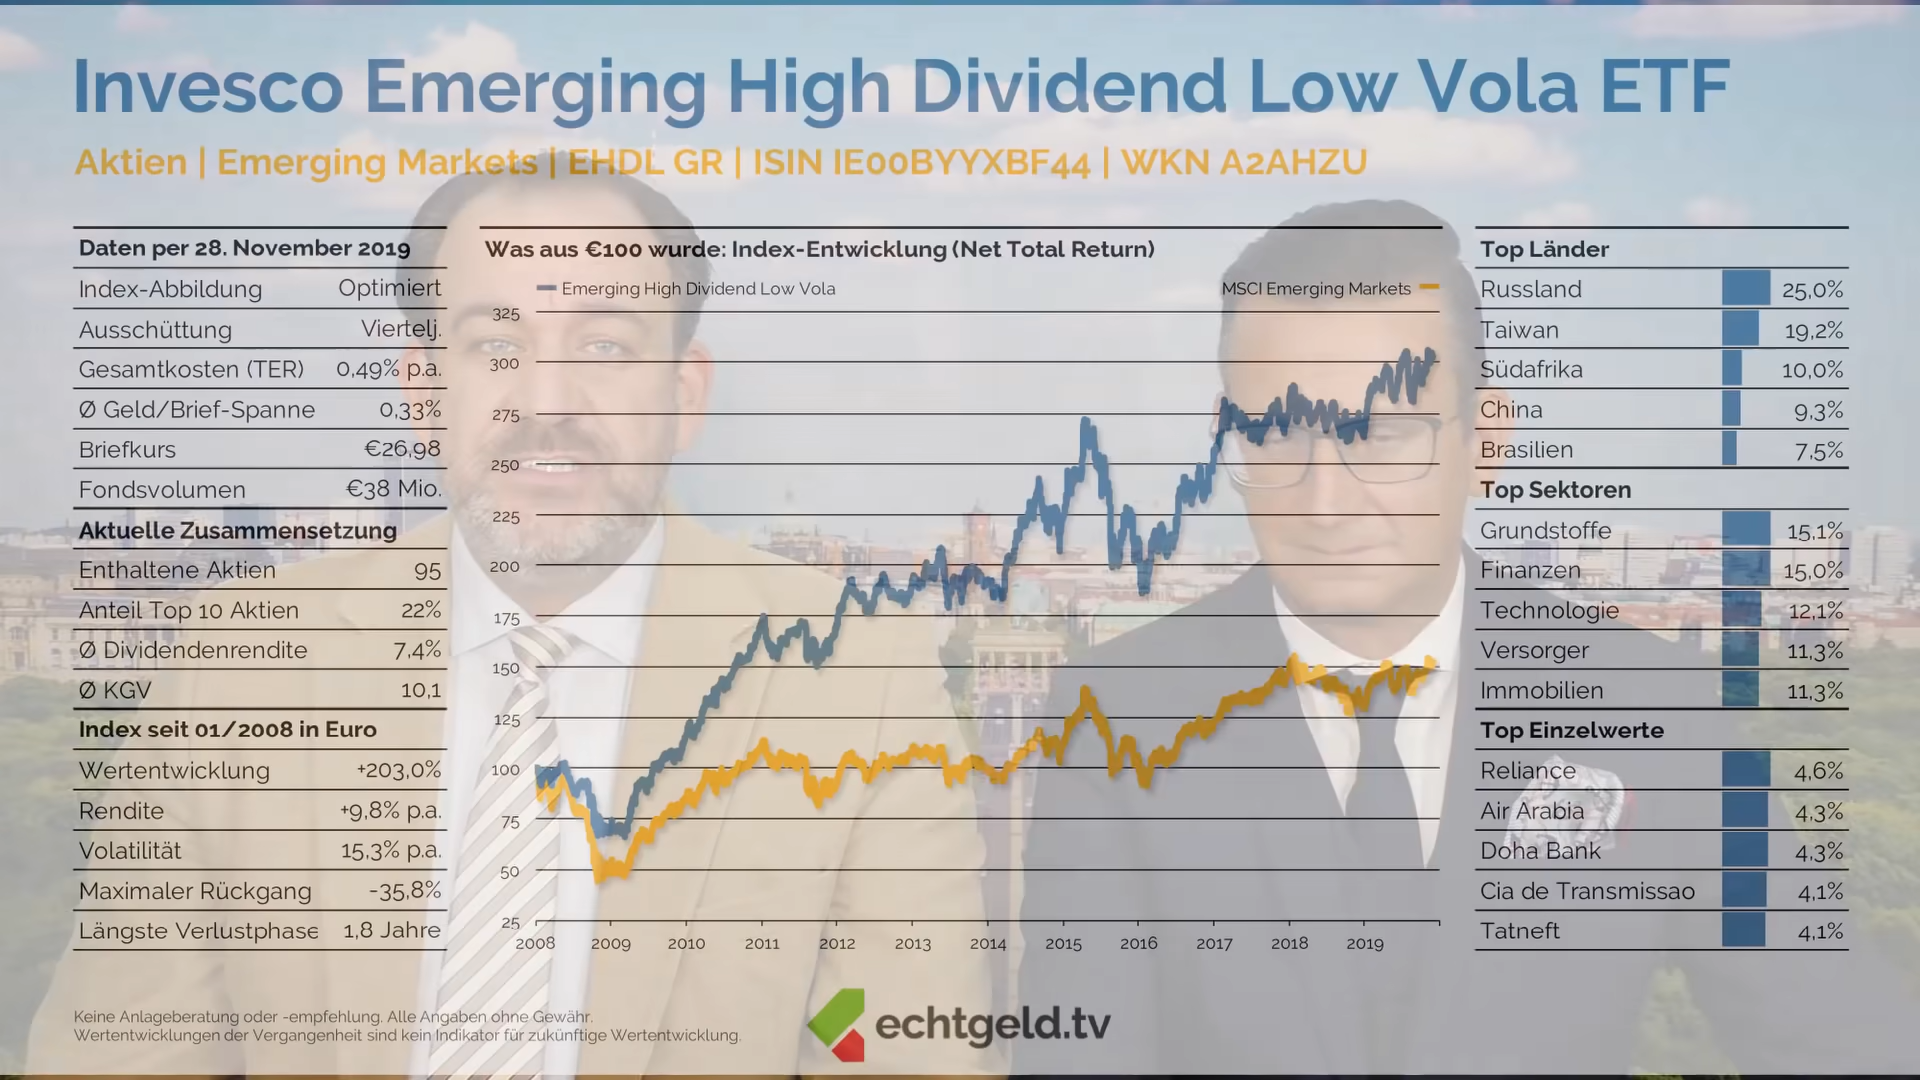 Invesco Emerging High Dividend Low Vola ETF
Aktien | Emerging Markets | EHDL GR | ISIN IE00BYYXBF44 | WKN A2AHZU
Daten per 28. November 2019
Index-Abbildung Optimiert
Ausschüttung Viertelj.
Gesamtkosten (TER) 0,49% p.a.
Ø Geld/Brief-Spanne 0,33%
Briefkurs €26,98
Fondsvolumen €38 Mio.
Aktuelle Zusammensetzung
Enthaltene Aktien 95
Anteil Top 10 Aktien 22%
Ø Dividendenrendite 7,4%
Ø KGV 10,1
Index seit 01/2008 in Euro
Wertentwicklung +203,0%
Rendite +9,8% p.a.
Volatilität 15,3% p.a.
Maximaler Rückgang -35,8%
Längste Verlustphase 1,8 Jahre
Was aus €100 wurde: Index-Entwicklung (Net Total Return)
Emerging High Dividend Low Vola
MSCI Emerging Markets
325
300
275
250
225
200
175
150
125
100
75
50
25
2008 2009 2010 2011 2012 2013 2014 2015 2016 2017 2018 2019
Top Länder
Russland 25,0%
Taiwan 19,2%
Südafrika 10,0%
China 9,3%
Brasilien 7,5%
Top Sektoren
Grundstoffe 15,1%
Finanzen 15,0%
Technologie 12,1%
Versorger 11,3%
Immobilien 11,3%
Top Einzelwerte
Reliance 4,6%
Air Arabia 4,3%
Doha Bank 4,3%
Cia de Transmissao 4,1%
Tatneft 4,1%
Keine Anlageberatung oder -empfehlung. Alle Angaben ohne Gewähr.
Wertentwicklungen der Vergangenheit sind kein Indikator für zukünftige Wertentwicklung.
echtgeld.tv